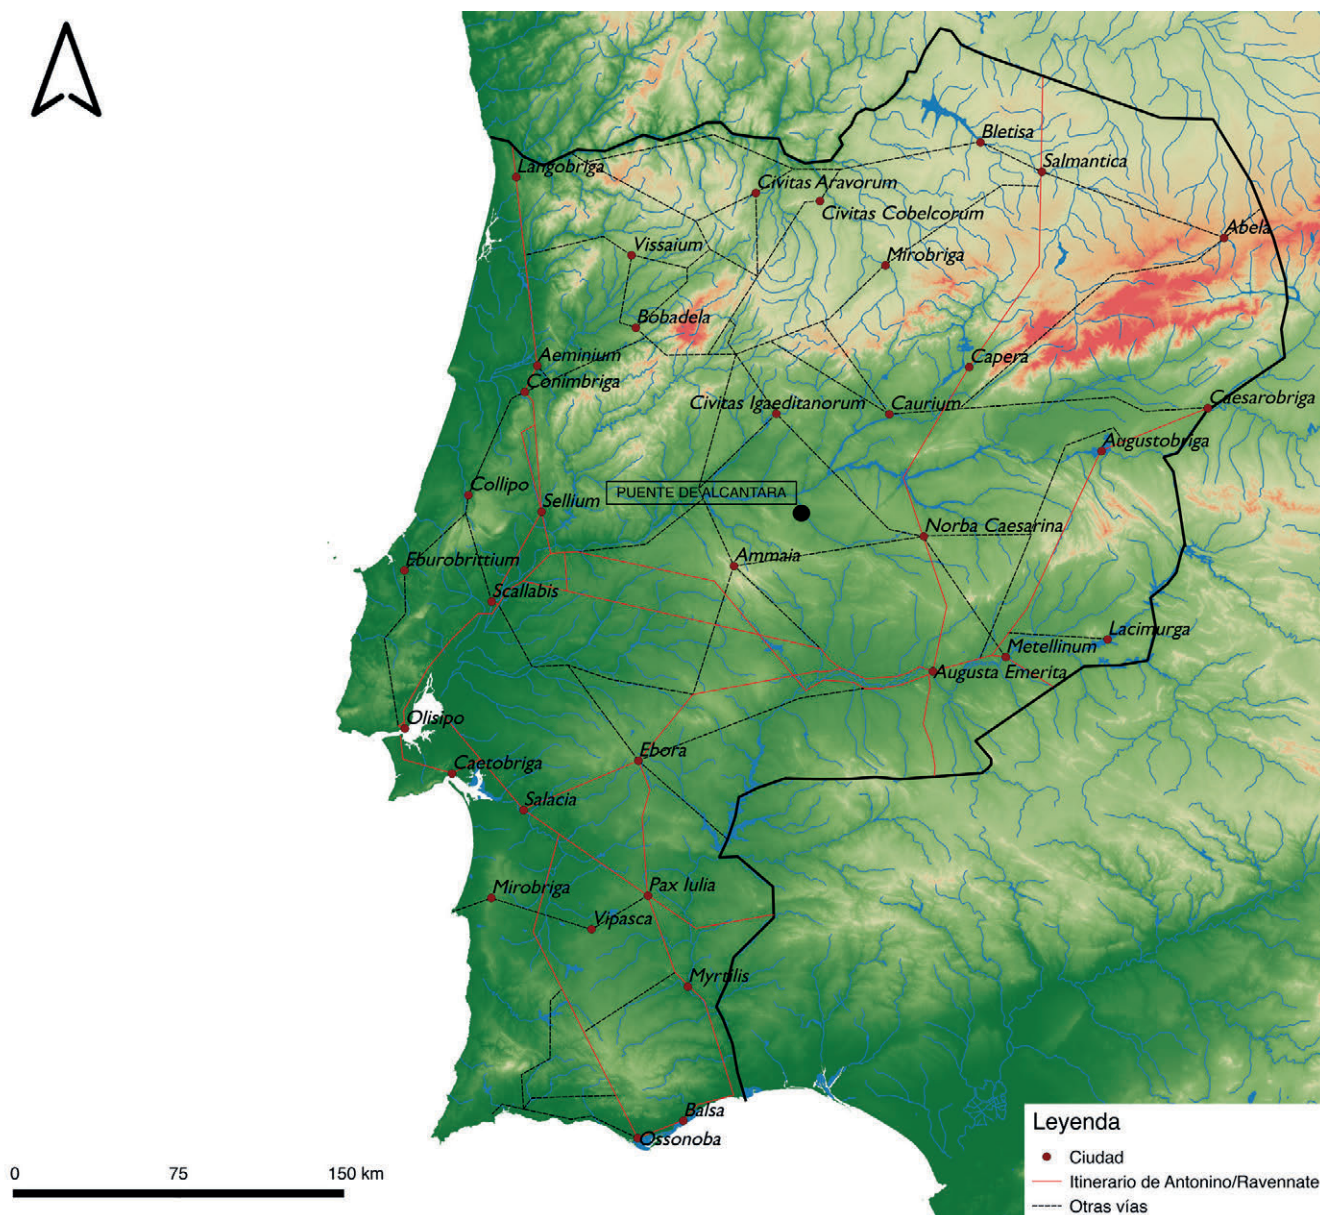 Bletisa
Langobriga
Salmantica
Civitas Aravorum
Civitas Cobelcorum
Vissaium
Abela
Mirobriga
Bobadela
Aeminium
Capera
Conimbriga
Civitas Igaeditanorum
Caurium
Caesarobriga
Augustobriga
Collipo
PUENTE DE ALCANTARA
Sellium
Norba Caesarina
Eburobrittium
Ammaia
Scallabis
Lacimurga
Metellinum
Augusta Emerita
Olisipo
Ebora
Caetobriga
Salacia
Mirobriga
Pax Iulia
Vipasca
Myrtilis
Balsa
Ossonoba
Leyenda
Ciudad
Itinerario de Antonino/Ravennate
Otras vías
0 75 150 km